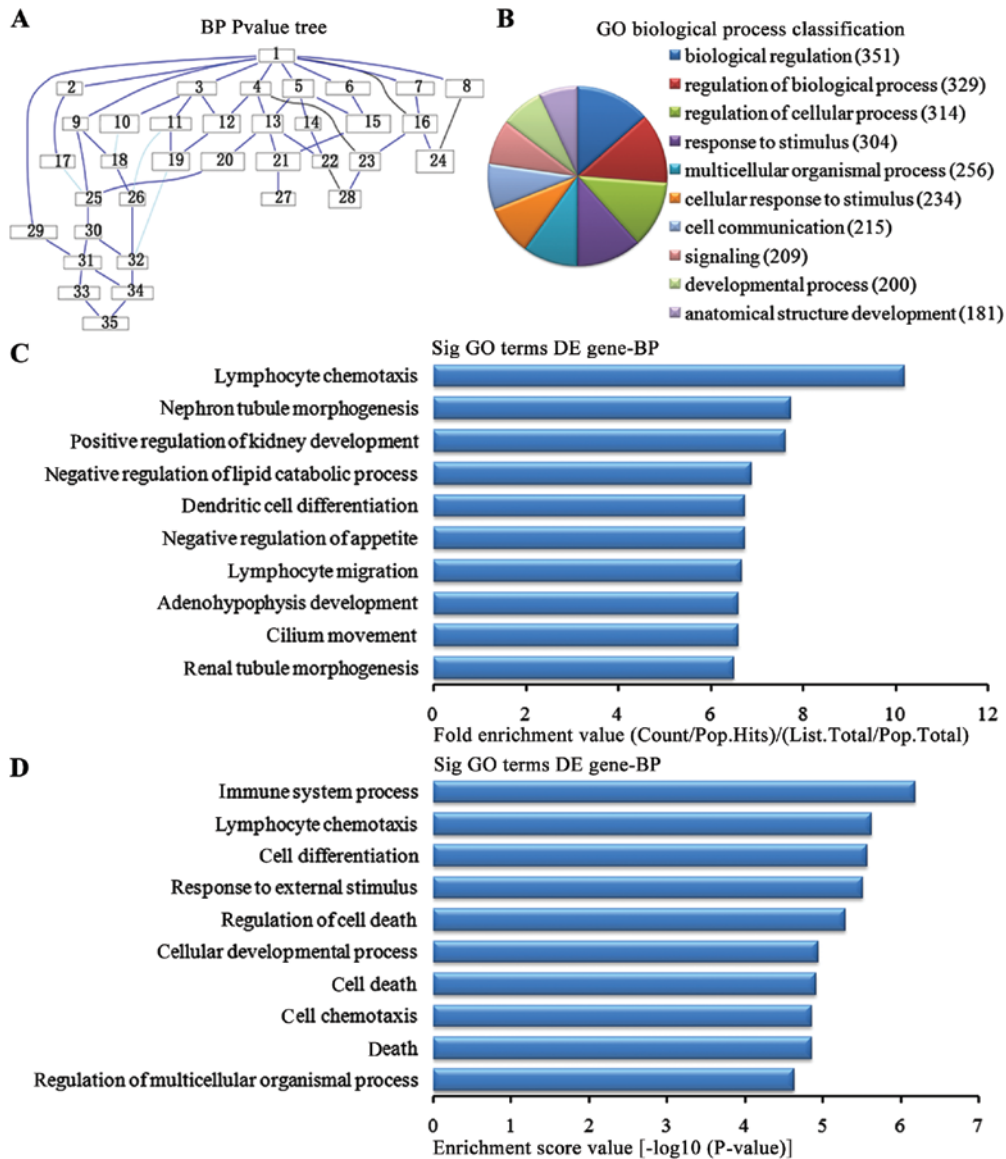 A
BP Pvalue tree
1
2 3 4 5 6 7 8
9 10 11 12 13 14 15 16
17 18 19 20 21 22 23 24
25 26 27 28
29 30
31 32
33 34
35
B
GO biological process classification
biological regulation (351)
regulation of biological process (329)
regulation of cellular process (314)
response to stimulus (304)
multicellular organismal process (256)
cellular response to stimulus (234)
cell communication (215)
signaling (209)
developmental process (200)
anatomical structure development (181)
C
Sig GO terms DE gene-BP
Lymphocyte chemotaxis
Nephron tubule morphogenesis
Positive regulation of kidney development
Negative regulation of lipid catabolic process
Dendritic cell differentiation
Negative regulation of appetite
Lymphocyte migration
Adenohypophysis development
Cilium movement
Renal tubule morphogenesis
0 2 4 6 8 10 12
Fold enrichment value (Count/Pop.Hits)/(List.Total/Pop.Total)
D
Sig GO terms DE gene-BP
Immune system process
Lymphocyte chemotaxis
Cell differentiation
Response to external stimulus
Regulation of cell death
Cellular developmental process
Cell death
Cell chemotaxis
Death
Regulation of multicellular organismal process
0 1 2 3 4 5 6 7
Enrichment score value [-log10 (P-value)]